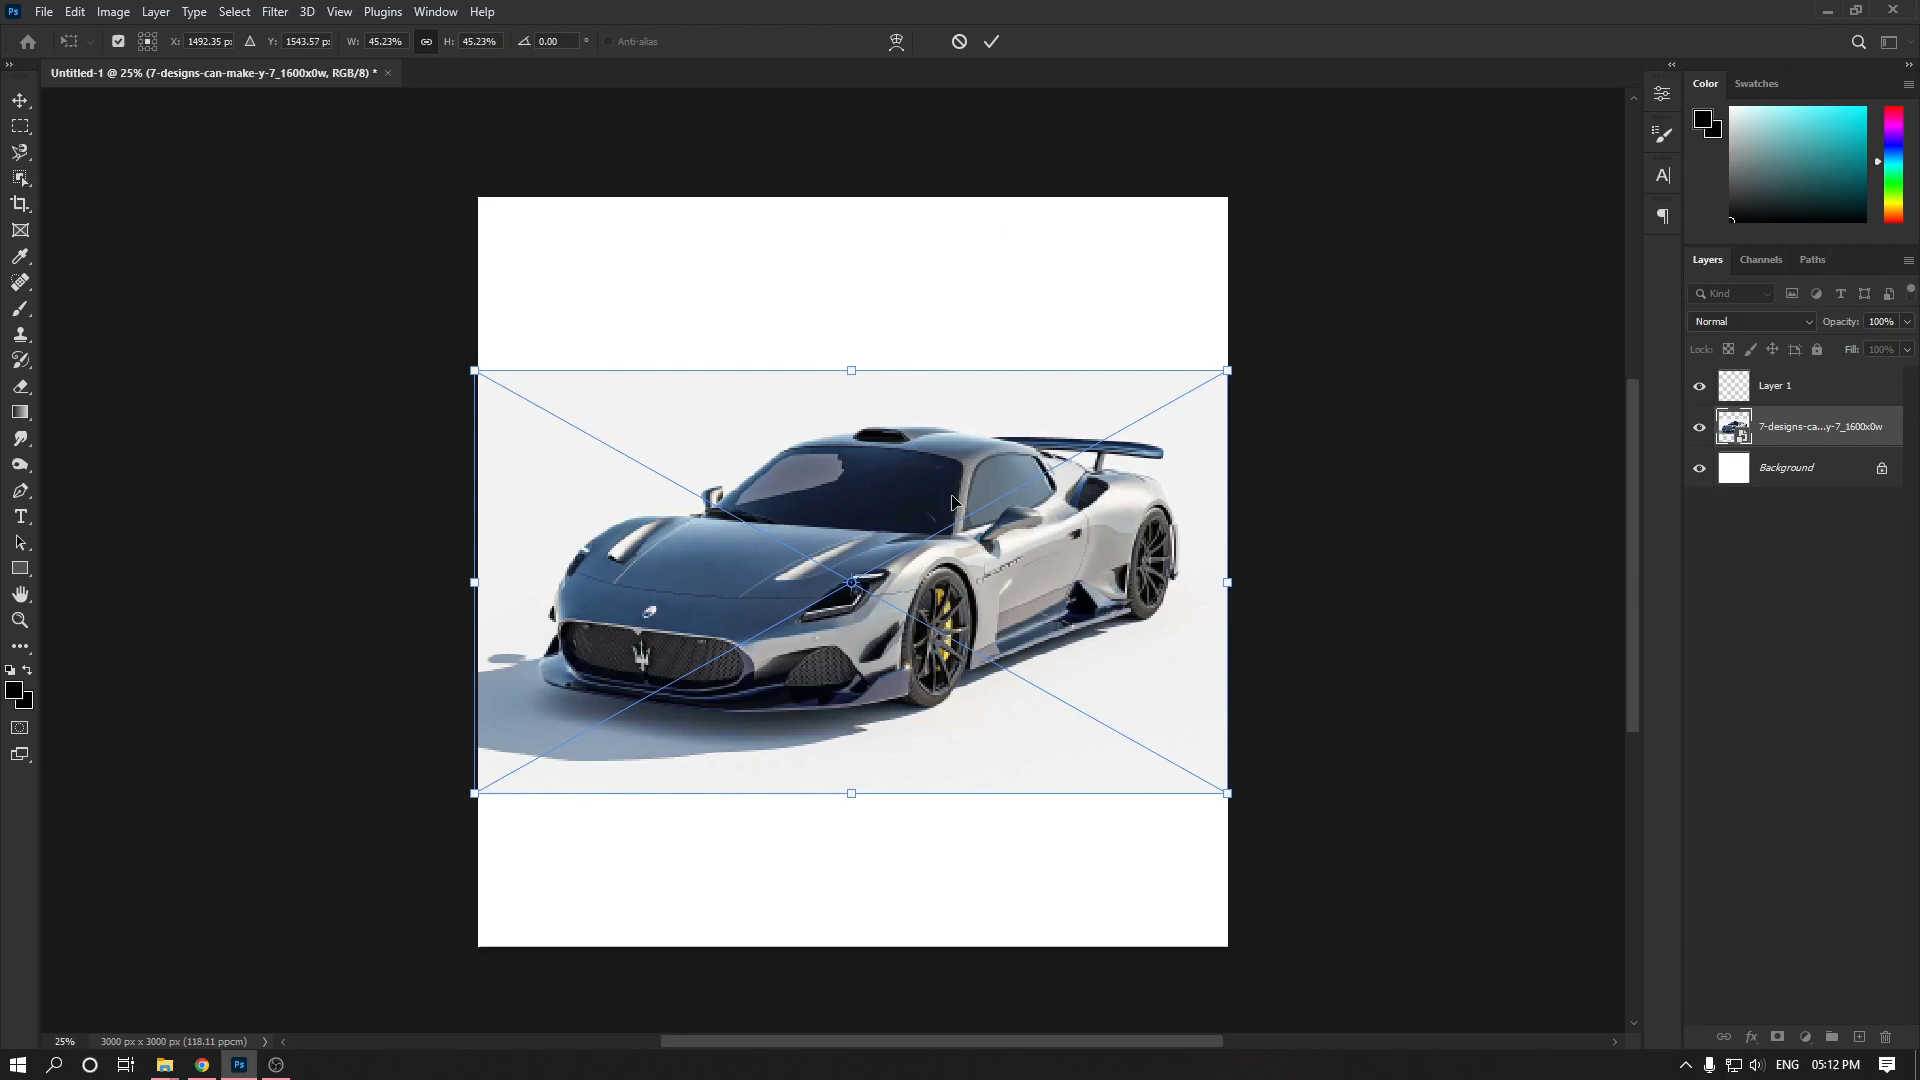 Ps File Edit Image Layer Type Select Filter 3D View Plugins Window Help
X: 1492.35 p: Y: 1543.57 p: W: 45.23% H: 45.23% 0.00 ° Anti-alias
Untitled-1 @ 25% (7-designs-can-make-y-7_1600x0w, RGB/8) * ×
Color Swatches
Layers Channels Paths
Kind
Normal Opacity: 100%
Lock: Fill: 100%
Layer 1
7-designs-ca...y-7_1600x0w
Background
25% 3000 px x 3000 px (118.11 ppcm)
Ps ENG 05:12 PM